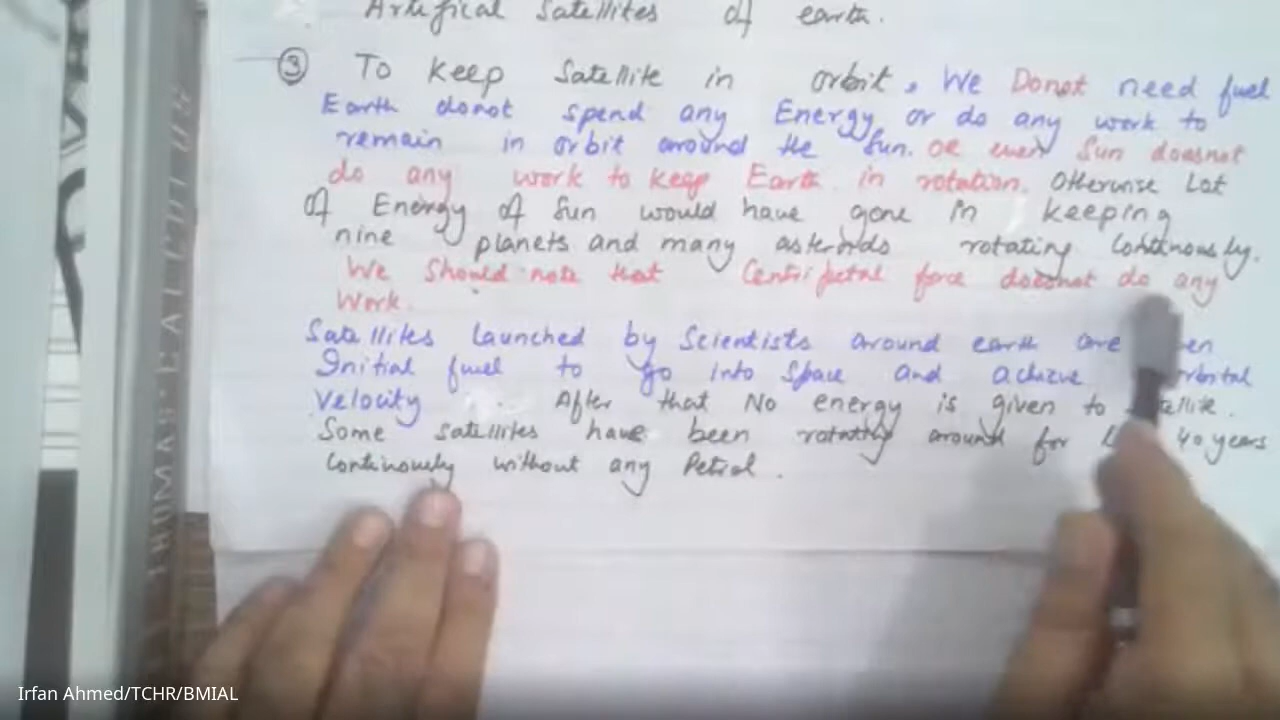 Artefical Satellites of earth.
③ To Keep Satellite in orbit, We Donot need fuel
Earth donot spend any Energy or do any work to
remain in orbit around the Sun. OR even Sun doesnot
do any work to keep Earth in rotation. Otherwise Lot
Of Energy of Sun would have gone in keeping
nine planets and many asteroids rotating Continously.
We Should note that Centripetal force doesnot do any
Work.
Satellites launched by Scientists around earth are
Initial fuel to go into Space and achieve
Velocity. After that No energy is given to
Some satellites have been rotating around for 40 years
Continously without any Petrol.
THOMAS' CALCULUS
Irfan Ahmed/TCHR/BMIAL